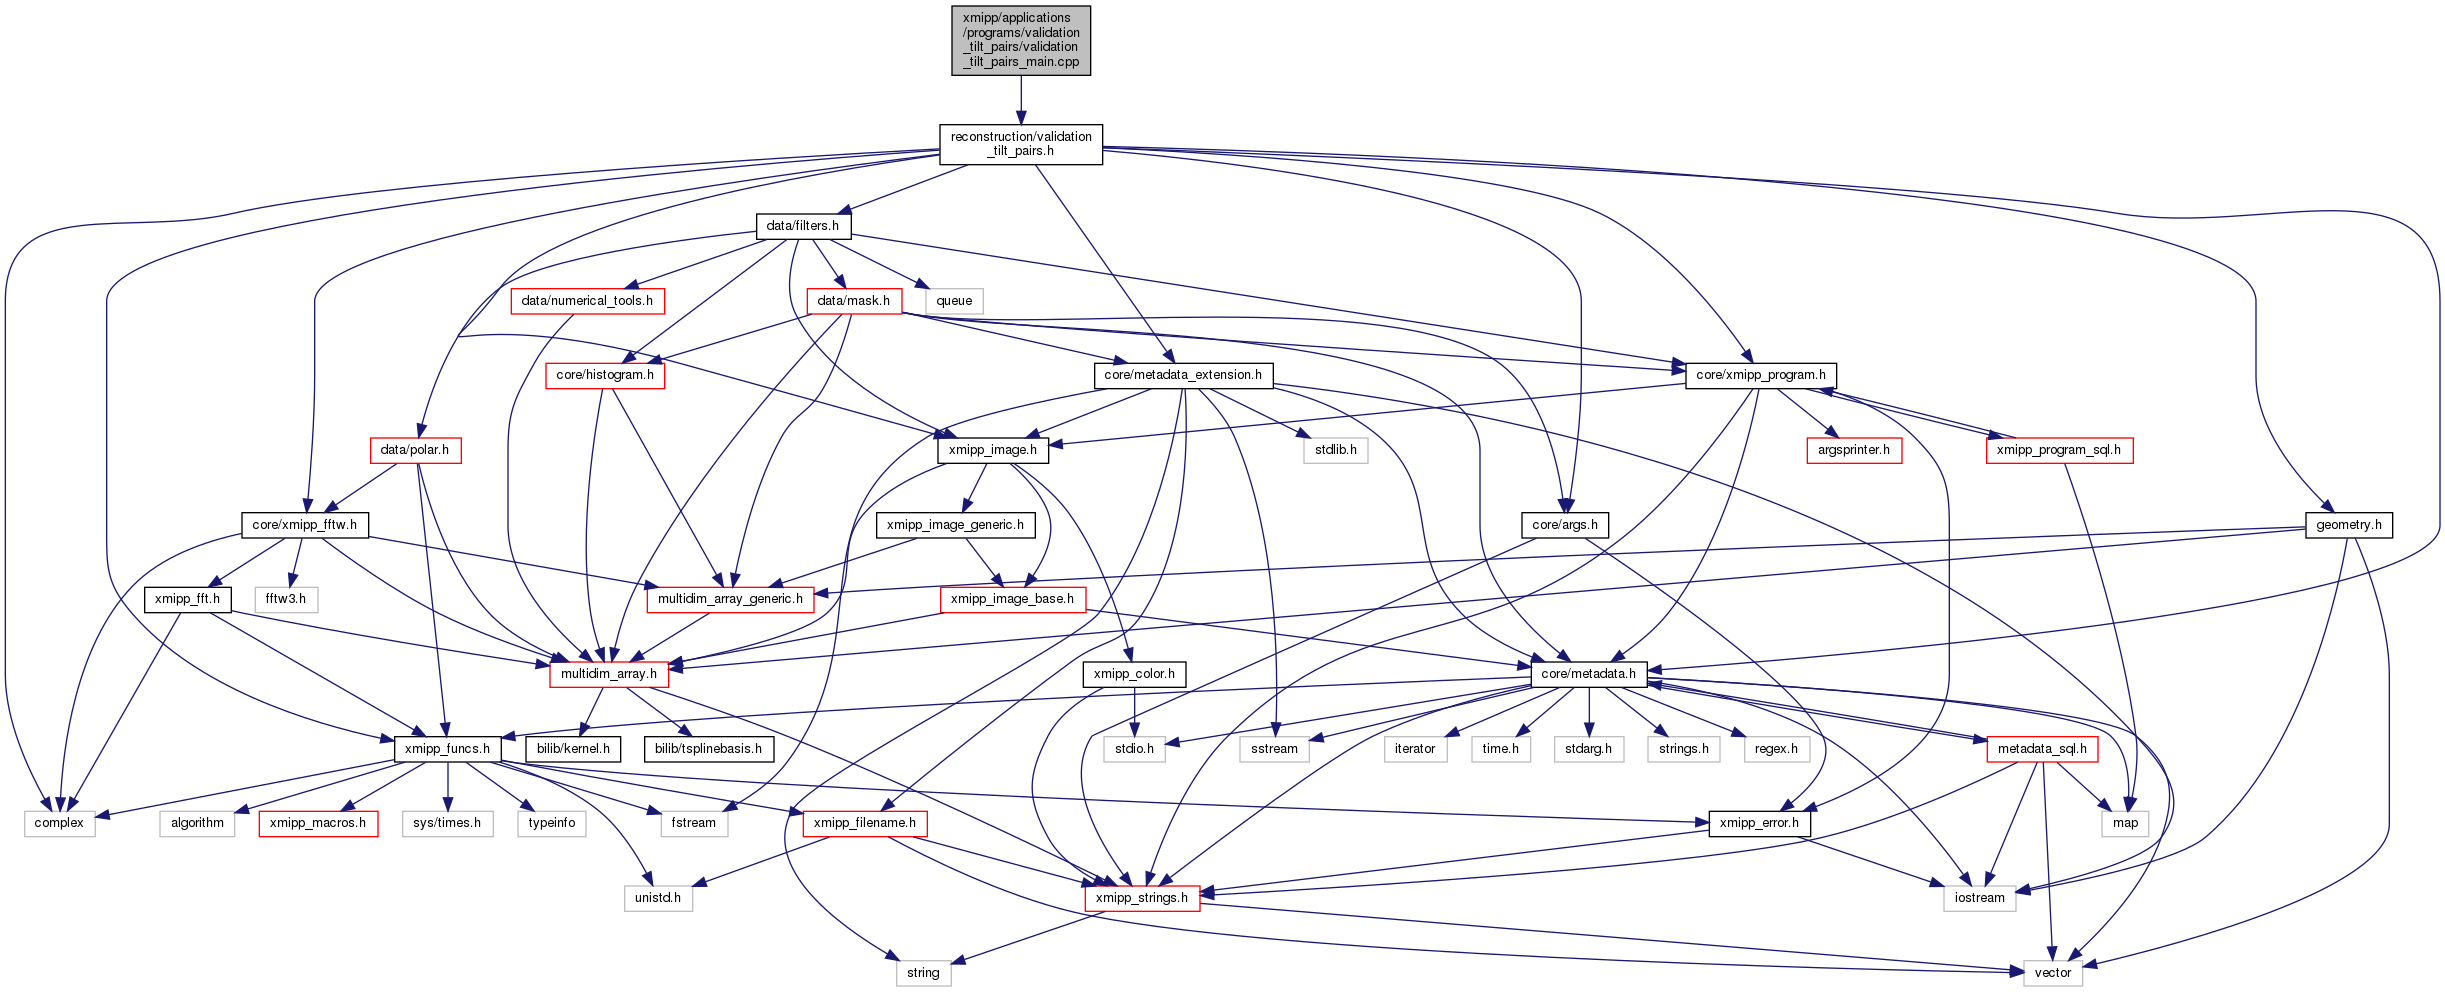 xmipp/applications
/programs/validation
_tilt_pairs/validation
_tilt_pairs_main.cpp
reconstruction/validation
_tilt_pairs.h
data/filters.h
data/numerical_tools.h
data/mask.h
queue
core/histogram.h
core/metadata_extension.h
core/xmipp_program.h
data/polar.h
xmipp_image.h
stdlib.h
argsprinter.h
xmipp_program_sql.h
core/xmipp_fftw.h
xmipp_image_generic.h
core/args.h
geometry.h
xmipp_fft.h
fftw3.h
multidim_array_generic.h
xmipp_image_base.h
multidim_array.h
xmipp_color.h
core/metadata.h
xmipp_funcs.h
bilib/kernel.h
bilib/tsplinebasis.h
stdio.h
sstream
iterator
time.h
stdarg.h
strings.h
regex.h
metadata_sql.h
complex
algorithm
xmipp_macros.h
sys/times.h
typeinfo
fstream
xmipp_filename.h
xmipp_error.h
map
unistd.h
xmipp_strings.h
iostream
string
vector